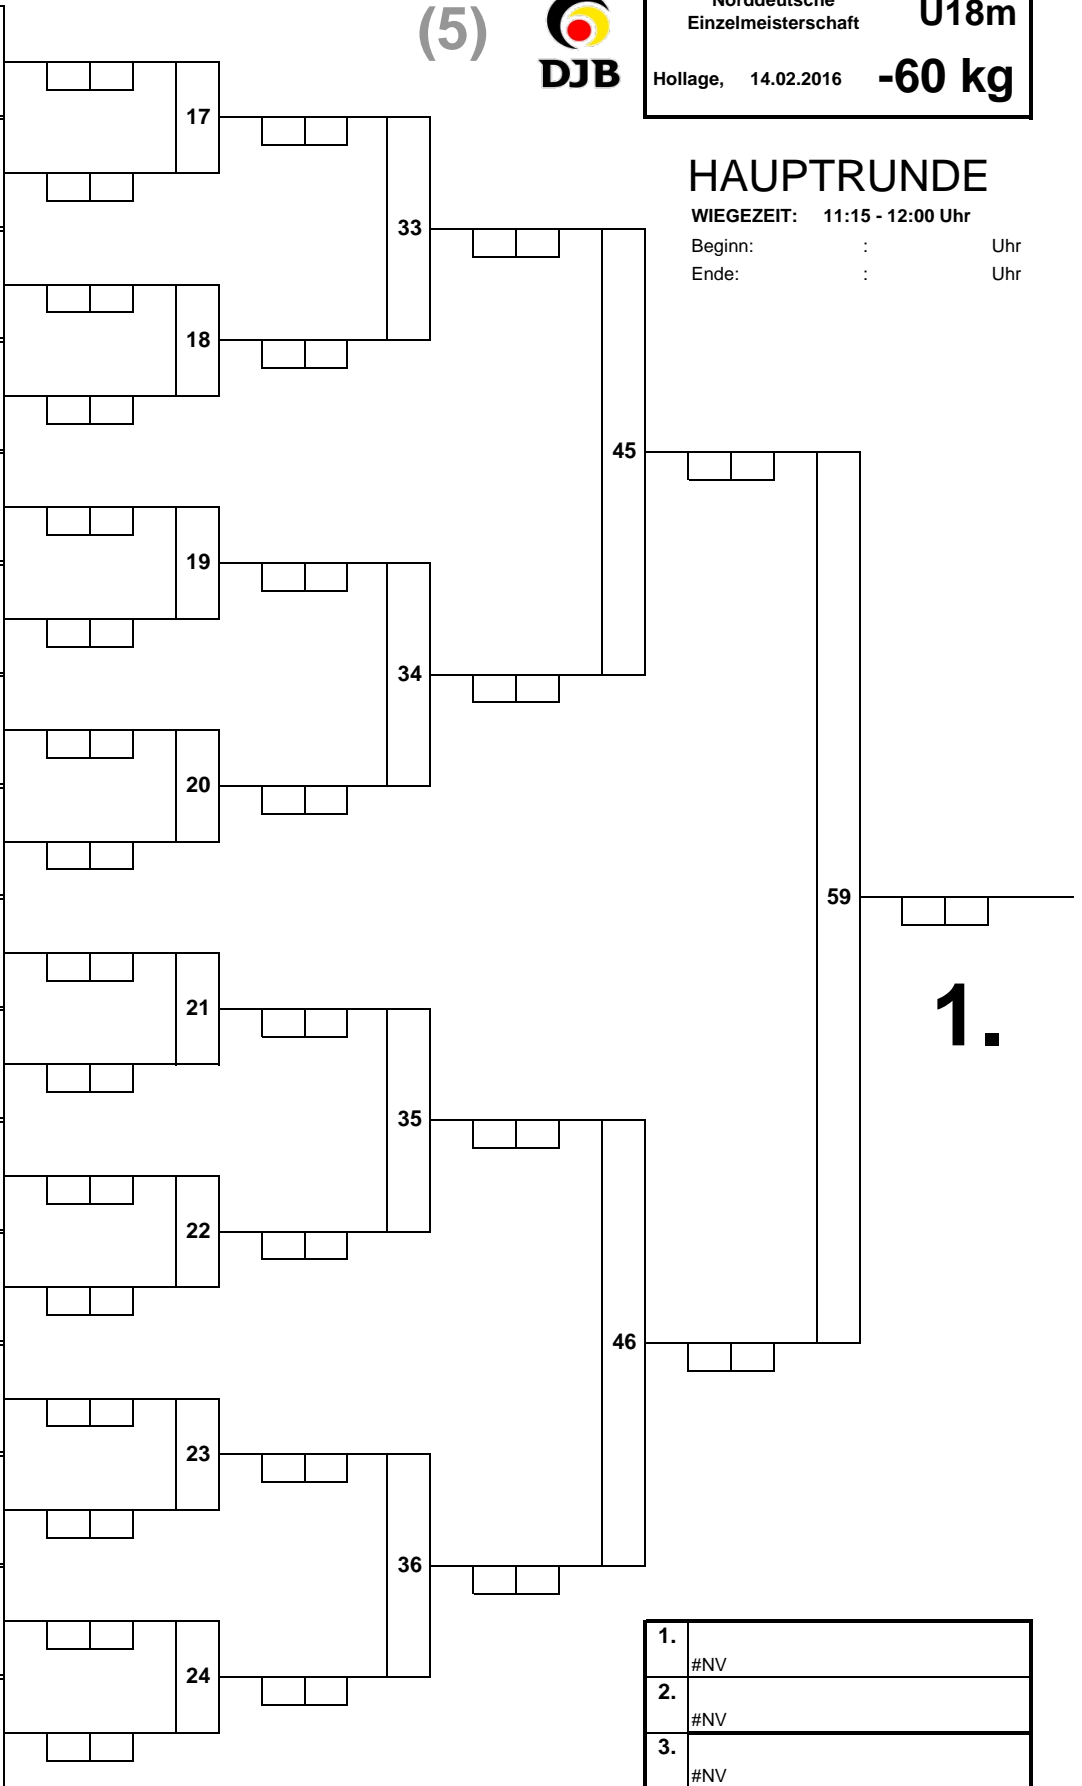 (5)
DJB
Norddeutsche
Einzelmeisterschaft
U18m
Hollage, 14.02.2016 -60 kg
HAUPTRUNDE
WIEGEZEIT: 11:15 - 12:00 Uhr
Beginn: : Uhr
Ende: : Uhr
17
33
18
45
19
34
20
59
21
1.
35
22
46
23
36
24
1.
#NV
2.
#NV
3.
#NV